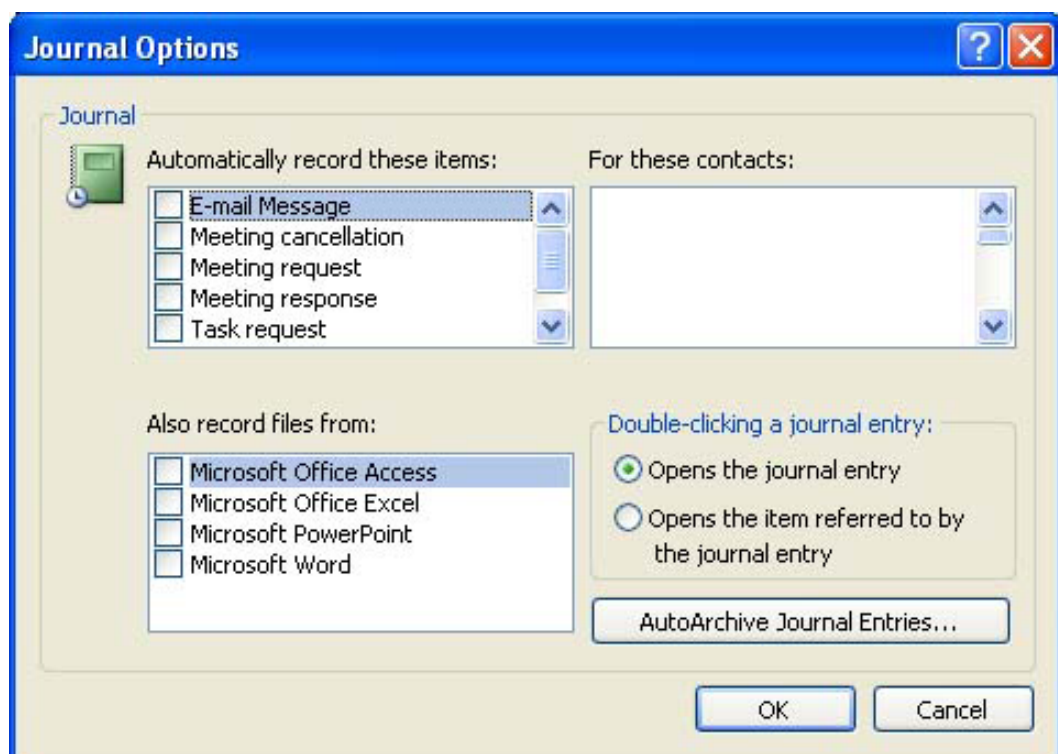 Journal Options
Journal
Automatically record these items:
E-mail Message
Meeting cancellation
Meeting request
Meeting response
Task request
For these contacts:
Also record files from:
Microsoft Office Access
Microsoft Office Excel
Microsoft PowerPoint
Microsoft Word
Double-clicking a journal entry:
Opens the journal entry
Opens the item referred to by
the journal entry
AutoArchive Journal Entries...
OK
Cancel